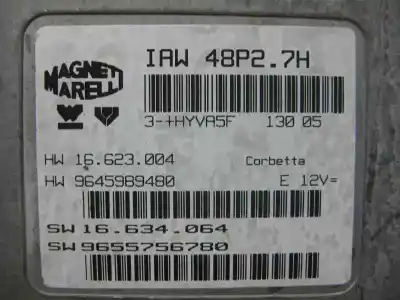 MAGNETI
MARELLI
IAW 48P2.7H
3-+HYVA5F 130 05
HW 16.623.004 Corbetta
HW 9645989480 E 12V=
SW 16.634.064
SW 9655756780